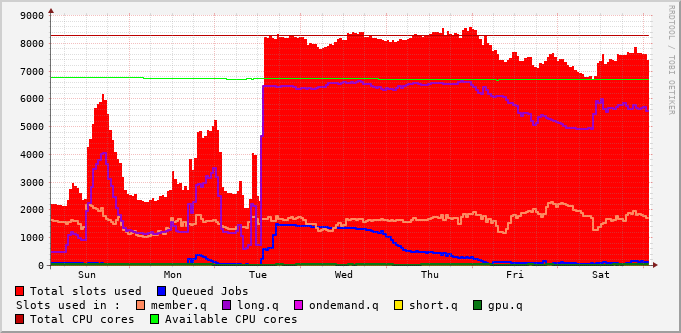 9000
8000
7000
6000
5000
4000
3000
2000
1000
0
Sun Mon Tue Wed Thu Fri Sat
RRDTOOL / TOBI OETIKER
Total slots used Queued Jobs
Slots used in : member.q long.q ondemand.q short.q gpu.q
Total CPU cores Available CPU cores